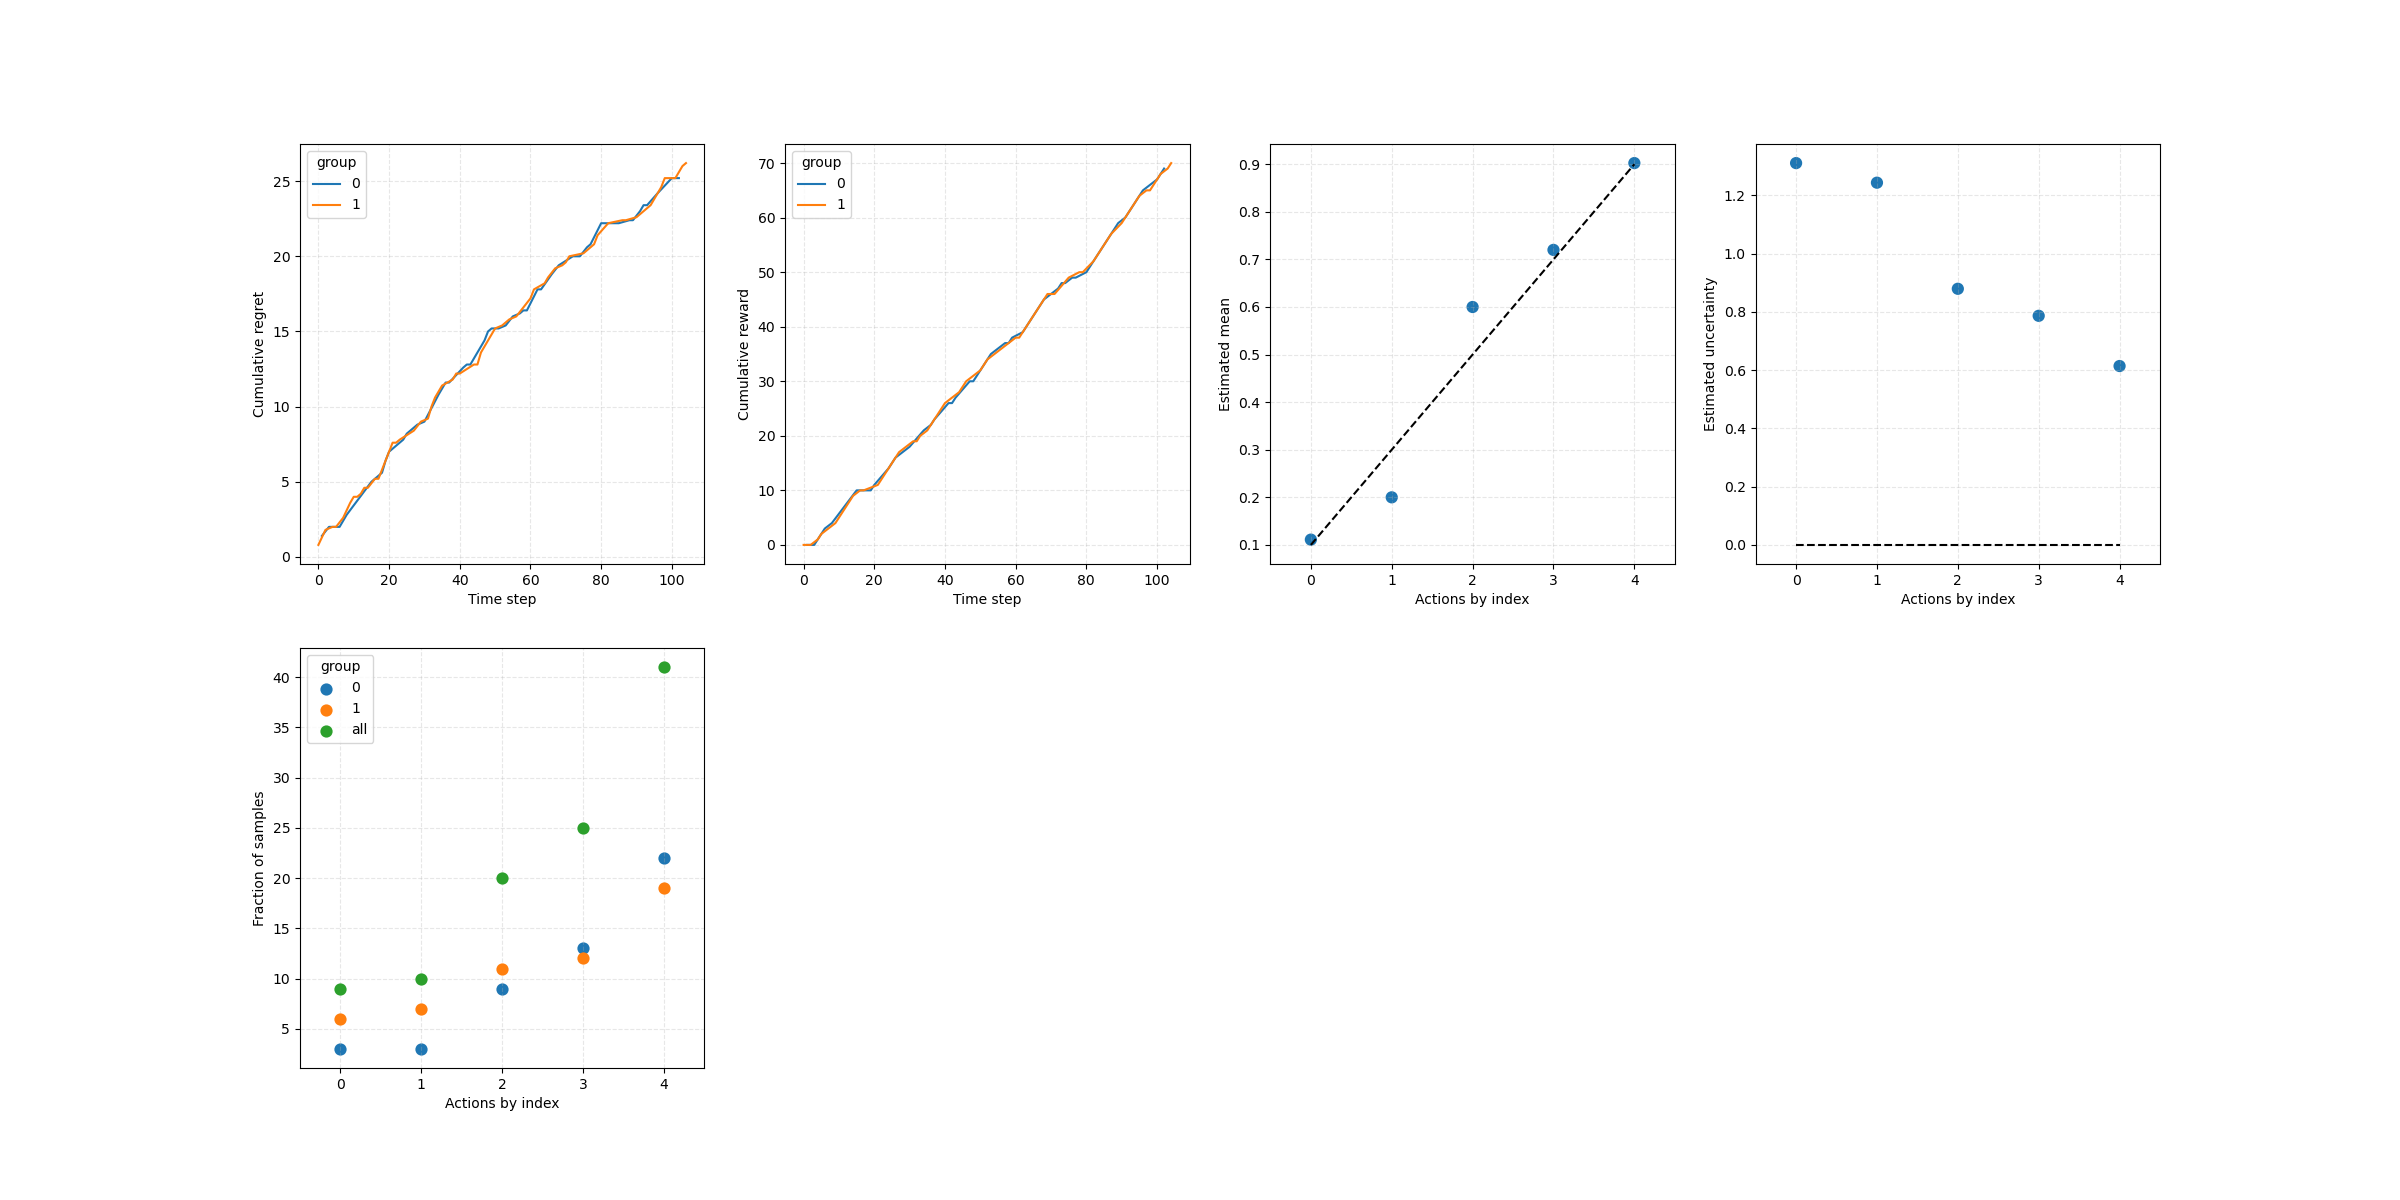 group
0
1
25
20
15
10
5
0
Cumulative regret
0 20 40 60 80 100
Time step
group
0
1
70
60
50
40
30
20
10
0
Cumulative reward
0 20 40 60 80 100
Time step
0.9
0.8
0.7
0.6
0.5
0.4
0.3
0.2
0.1
Estimated mean
0 1 2 3 4
Actions by index
1.2
1.0
0.8
0.6
0.4
0.2
0.0
Estimated uncertainty
0 1 2 3 4
Actions by index
group
0
1
all
40
35
30
25
20
15
10
5
Fraction of samples
0 1 2 3 4
Actions by index